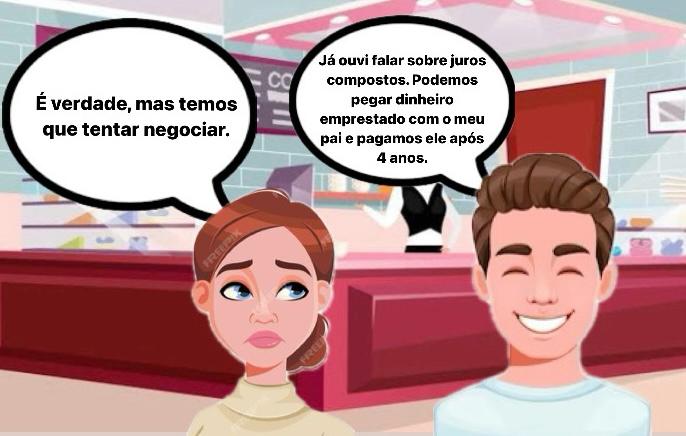 É verdade, mas temos
que tentar negociar.
Já ouvi falar sobre juros
compostos. Podemos
pegar dinheiro
emprestado com o meu
pai e pagamos ele após
4 anos.